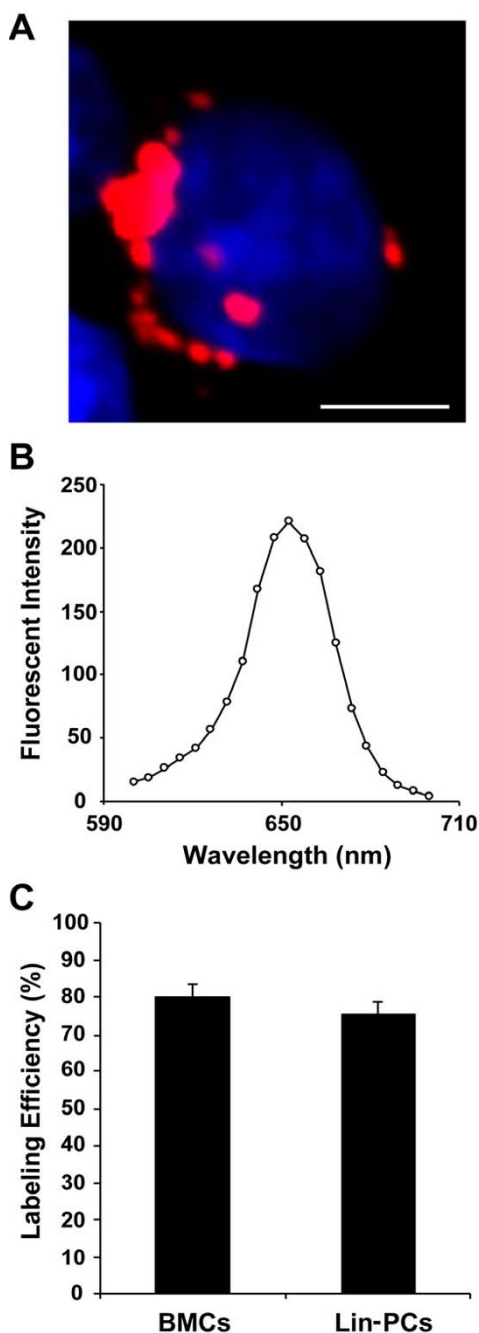 A
B
250
200
150
100
50
0
Fluorescent Intensity
590 650 710
Wavelength (nm)
C
100
90
80
70
60
50
40
30
20
10
0
Labeling Efficiency (%)
BMCs Lin-PCs